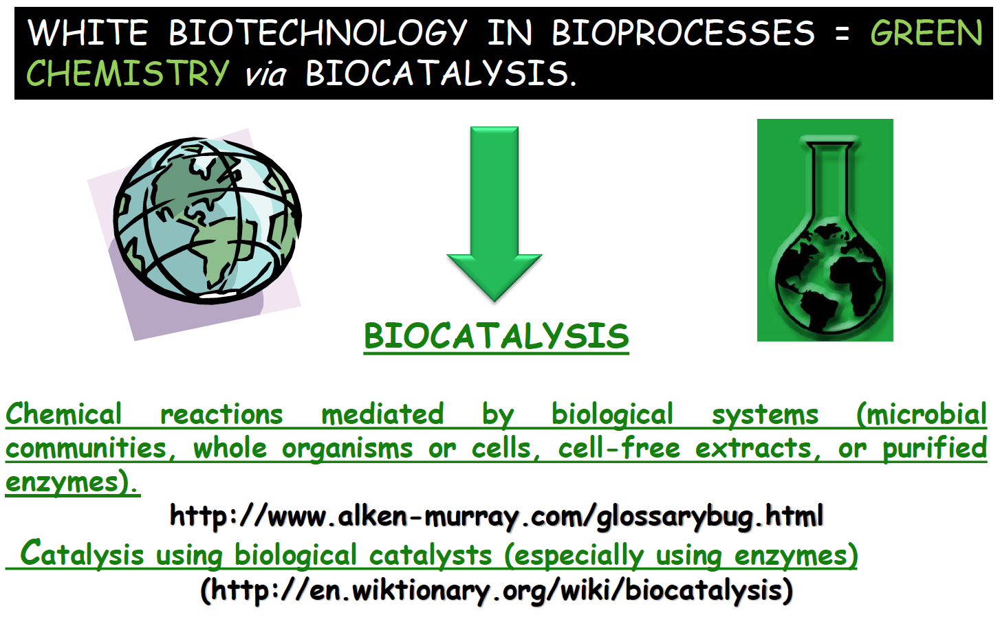 WHITE BIOTECHNOLOGY IN BIOPROCESSES = GREEN
CHEMISTRY via BIOCATALYSIS.
BIOCATALYSIS
Chemical reactions mediated by biological systems (microbial
communities, whole organisms or cells, cell-free extracts, or purified
enzymes).
http://www.alken-murray.com/glossarybug.html
Catalysis using biological catalysts (especially using enzymes)
(http://en.wiktionary.org/wiki/biocatalysis)